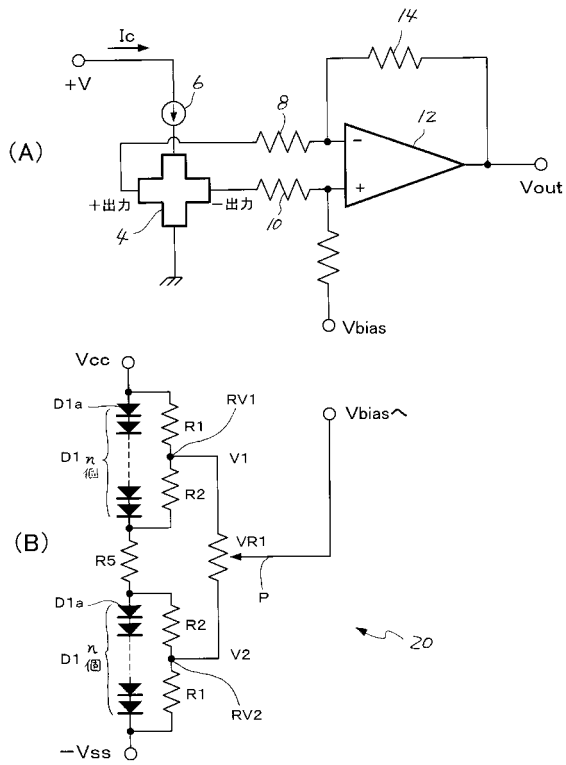 Ic
14
+V
6
8
12
(A)
−
+
Vout
+出力
−出力
4
10
Vbias
Vcc
D1a
RV1
Vbiasへ
R1
V1
D1 n個
R2
(B)
R5
VR1
P
D1a
R2
V2
D1 n個
R1
RV2
20
−Vss